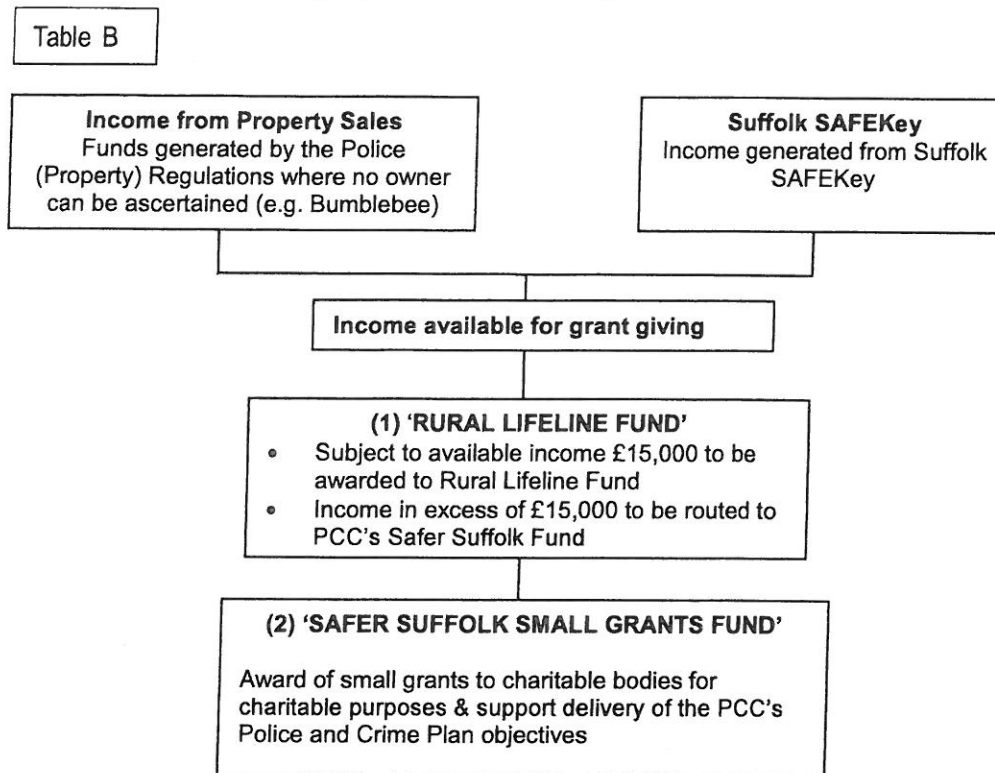 Table B
Income from Property Sales
Funds generated by the Police
(Property) Regulations where no owner
can be ascertained (e.g. Bumblebee)
Suffolk SAFEKey
Income generated from Suffolk
SAFEKey
Income available for grant giving
(1) ‘RURAL LIFELINE FUND’
• Subject to available income £15,000 to be
awarded to Rural Lifeline Fund
• Income in excess of £15,000 to be routed to
PCC’s Safer Suffolk Fund
(2) ‘SAFER SUFFOLK SMALL GRANTS FUND’
Award of small grants to charitable bodies for
charitable purposes & support delivery of the PCC’s
Police and Crime Plan objectives